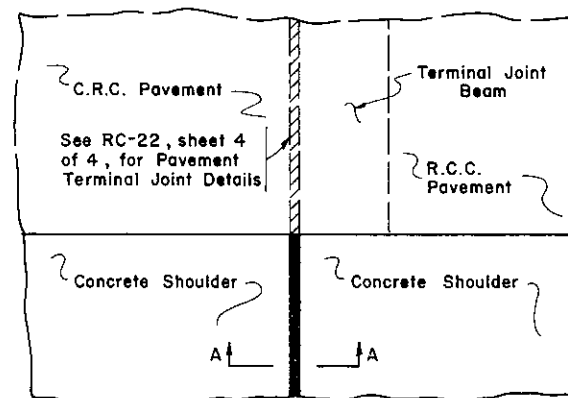 C.R.C. Pavement
See RC-22, sheet 4
of 4, for Pavement
Terminal Joint Details
Terminal Joint
Beam
R.C.C.
Pavement
Concrete Shoulder
Concrete Shoulder
A
A